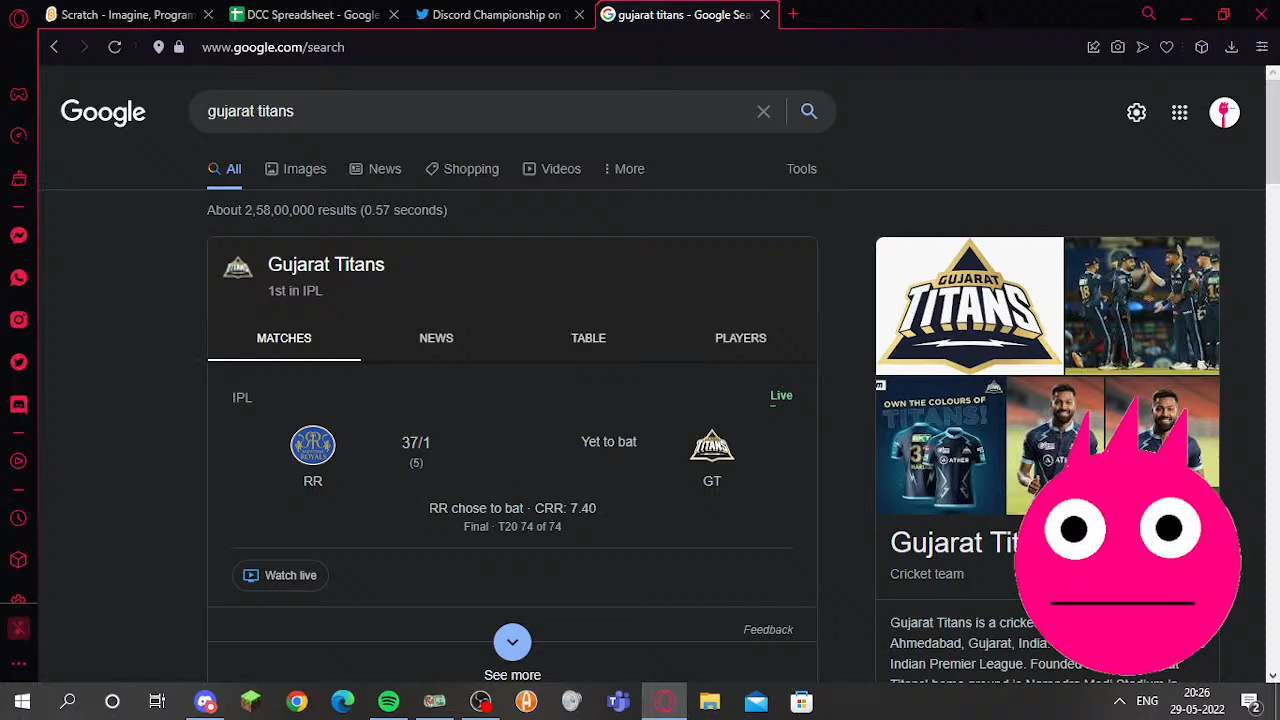 Scratch - Imagine, Program
DCC Spreadsheet - Google
Discord Championship on T
gujarat titans - Google Sea
www.google.com/search
Google
gujarat titans
All
Images
News
Shopping
Videos
More
Tools
About 2,58,00,000 results (0.57 seconds)
Gujarat Titans
1st in IPL
MATCHES
NEWS
TABLE
PLAYERS
IPL
Live
RR
37/1
(5)
Yet to bat
GT
RR chose to bat · CRR: 7.40
Final · T20 74 of 74
Watch live
Feedback
See more
GUJARAT
TITANS
OWN THE COLOURS OF
TITANS!
Gujarat Ti
Cricket team
Gujarat Titans is a cricke
Ahmedabad, Gujarat, India.
Indian Premier League. Founded
ENG
20:26
29-05-2022